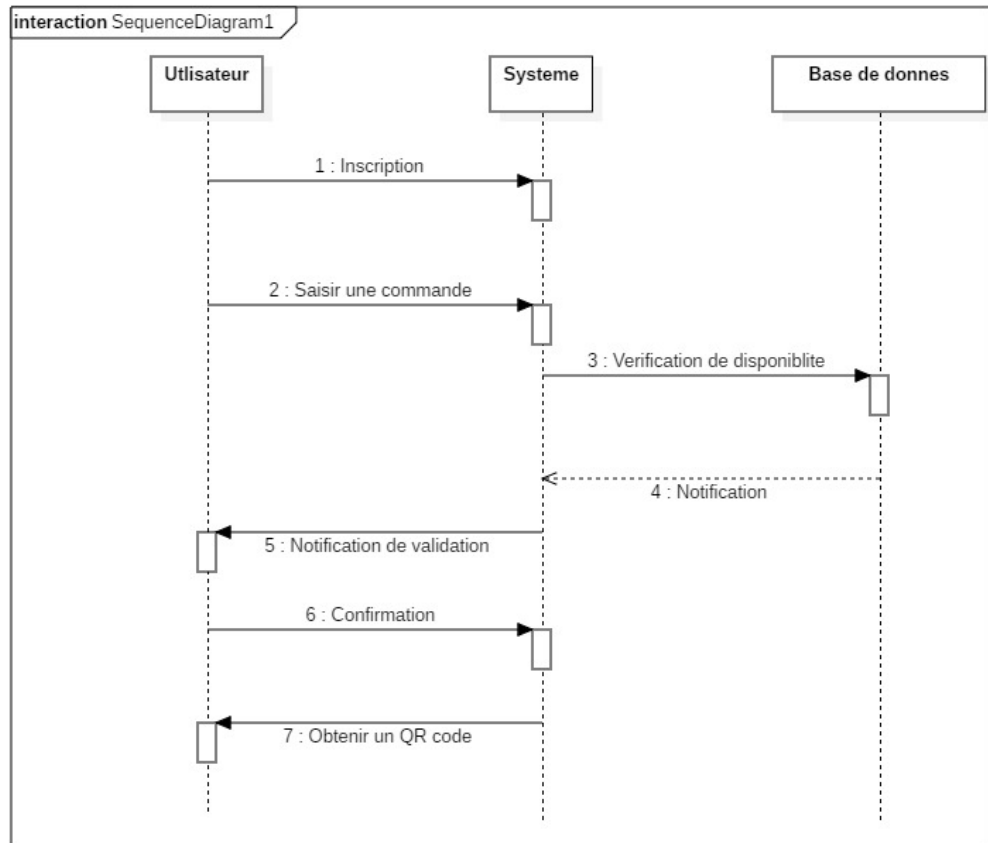 interaction SequenceDiagram1
Utlisateur
Systeme
Base de donnes
1 : Inscription
2 : Saisir une commande
3 : Verification de disponiblite
4 : Notification
5 : Notification de validation
6 : Confirmation
7 : Obtenir un QR code